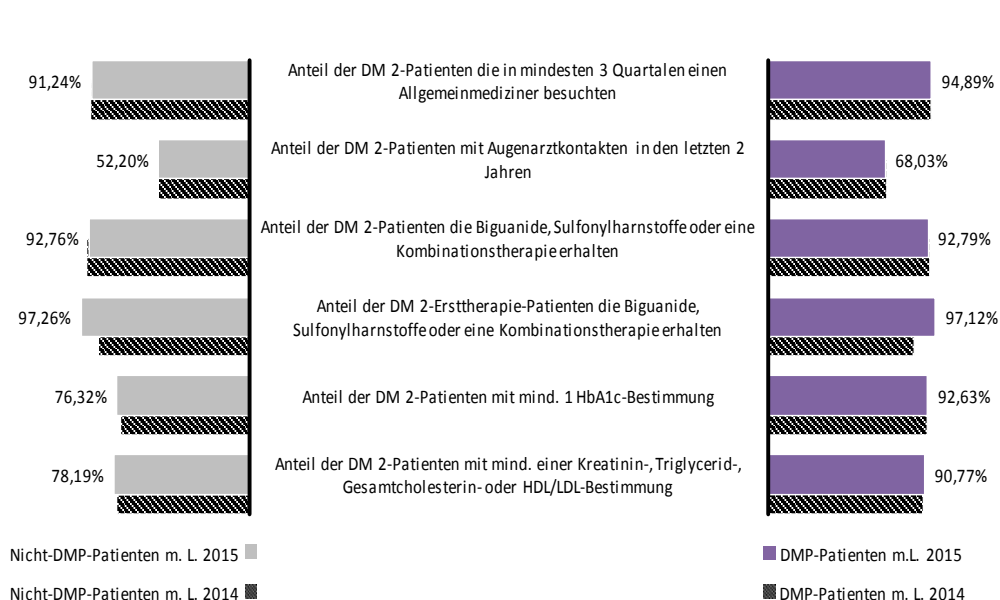 91,24%
Anteil der DM 2-Patienten die in mindesten 3 Quartalen einen
Allgemeinmediziner besuchten
94,89%
52,20%
Anteil der DM 2-Patienten mit Augenarztkontakten in den letzten 2
Jahren
68,03%
92,76%
Anteil der DM 2-Patienten die Biguanide, Sulfonylharnstoffe oder eine
Kombinationstherapie erhalten
92,79%
97,26%
Anteil der DM 2-Ersttherapie-Patienten die Biguanide,
Sulfonylharnstoffe oder eine Kombinationstherapie erhalten
97,12%
76,32%
Anteil der DM 2-Patienten mit mind. 1 HbA1c-Bestimmung
92,63%
78,19%
Anteil der DM 2-Patienten mit mind. einer Kreatinin-, Triglycerid-,
Gesamtcholesterin- oder HDL/LDL-Bestimmung
90,77%
Nicht-DMP-Patienten m. L. 2015
DMP-Patienten m.L. 2015
Nicht-DMP-Patienten m. L. 2014
DMP-Patienten m. L. 2014